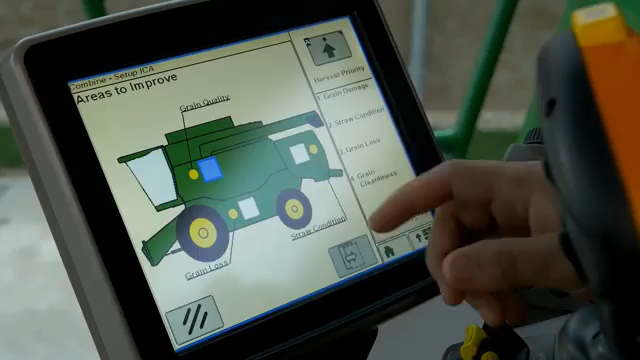 Combine - Setup ICA
Areas to Improve
Grain Quality
Grain Loss
Straw Condition
Harvest Priority
1. Grain Damage
2. Straw Condition
3. Grain Loss
4. Grain
Cleanliness